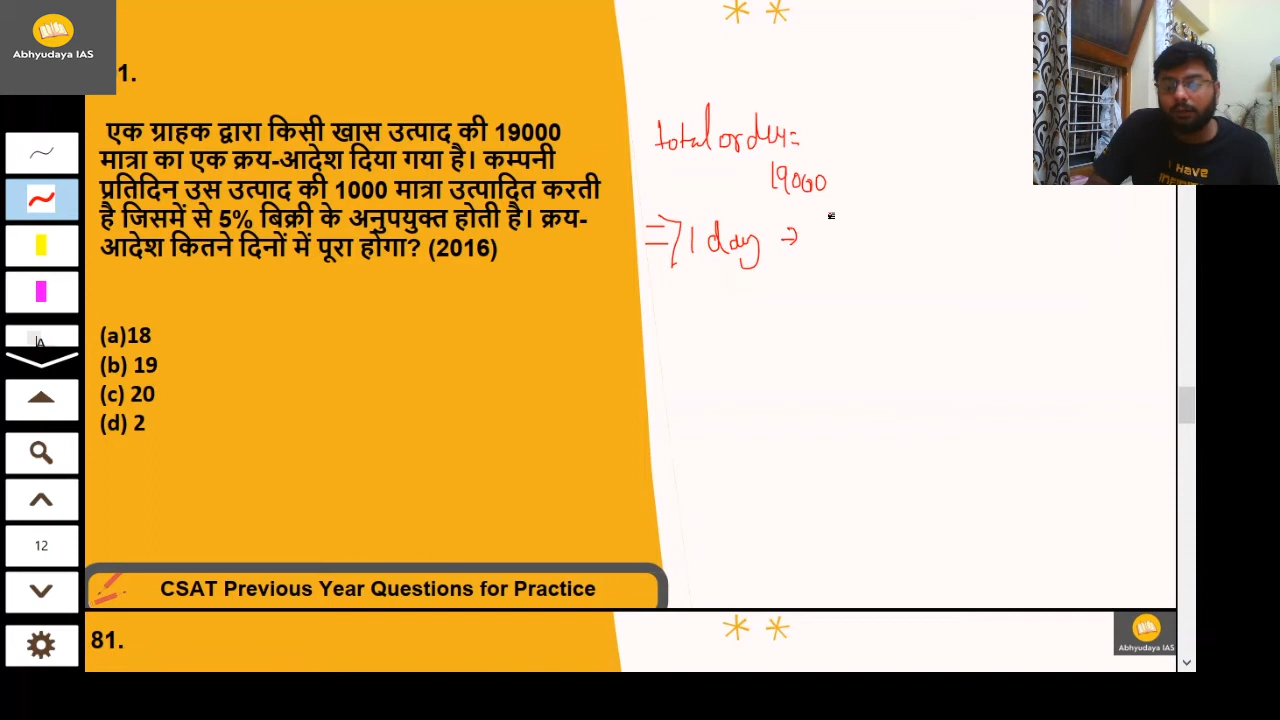 Abhyudaya IAS
1.
एक ग्राहक द्वारा किसी खास उत्पाद की 19000
मात्रा का एक क्रय-आदेश दिया गया है। कम्पनी
प्रतिदिन उस उत्पाद की 1000 मात्रा उत्पादित करती
है जिसमें से 5% बिक्री के अनुपयुक्त होती है। क्रय-
आदेश कितने दिनों में पूरा होगा? (2016)
(a)18
(b) 19
(c) 20
(d) 2
total order=
19000
⇒ 1 day →
I HAVE
A
12
CSAT Previous Year Questions for Practice
81.
Abhyudaya IAS